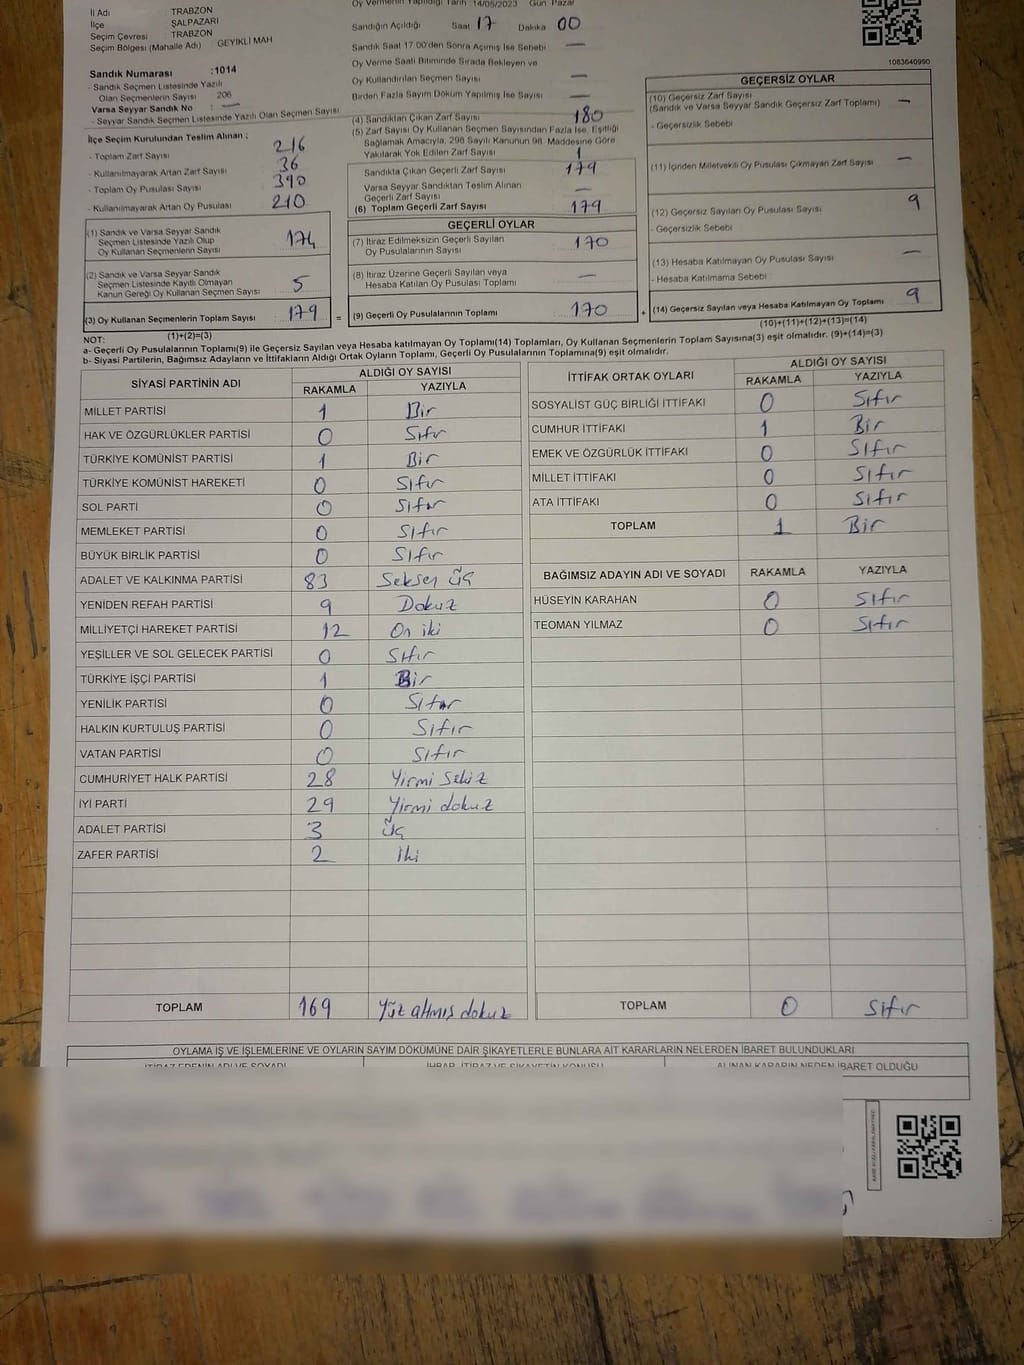 İl Adı TRABZON
İlçe ŞALPAZARI
Seçim Çevresi TRABZON
Seçim Bölgesi (Mahalle Adı) GEYİKLİ MAH
Sandık Numarası :1014
- Sandık Seçmen Listesinde Yazılı
Olan Seçmenlerin Sayısı 206
Varsa Seyyar Sandık No : —
- Seyyar Sandık Seçmen Listesinde Yazılı Olan Seçmen Sayısı
İlçe Seçim Kurulundan Teslim Alınan ;
- Toplam Zarf Sayısı 216
- Kullanılmayarak Artan Zarf Sayısı 36
- Toplam Oy Pusulası Sayısı 390
- Kullanılmayarak Artan Oy Pusulası 210
(1) Sandık ve Varsa Seyyar Sandık
Seçmen Listesinde Yazılı Olup
Oy Kullanan Seçmenlerin Sayısı 174
(2) Sandık ve Varsa Seyyar Sandık
Seçmen Listesinde Kayıtlı Olmayan
Kanun Gereği Oy Kullanan Seçmen Sayısı 5
(3) Oy Kullanan Seçmenlerin Toplam Sayısı 179 =
(1)+(2)=(3)
Oy Vermenin Yapıldığı Tarih 14/05/2023 Gün Pazar
Sandığın Açıldığı Saat 17 Dakika 00
Sandık Saat 17:00'den Sonra Açılmış İse Sebebi —
Oy Verme Saati Bitiminde Sırada Bekleyen ve
Oy Kullandırılan Seçmen Sayısı —
Birden Fazla Sayım Döküm Yapılmış İse Sayısı —
(4) Sandıktan Çıkan Zarf Sayısı 180
(5) Zarf Sayısı Oy Kullanan Seçmen Sayısından Fazla İse, Eşitliği
Sağlamak Amacıyla, 298 Sayılı Kanunun 98. Maddesine Göre
Yakılarak Yok Edilen Zarf Sayısı 1
Sandıkta Çıkan Geçerli Zarf Sayısı 179
Varsa Seyyar Sandıktan Teslim Alınan
Geçerli Zarf Sayısı —
(6) Toplam Geçerli Zarf Sayısı 179
GEÇERLİ OYLAR
(7) İtiraz Edilmeksizin Geçerli Sayılan
Oy Pusulalarının Sayısı 170
(8) İtiraz Üzerine Geçerli Sayılan veya
Hesaba Katılan Oy Pusulası Toplamı —
(9) Geçerli Oy Pusulalarının Toplamı 170 +
1083640990
GEÇERSİZ OYLAR
(10) Geçersiz Zarf Sayısı
(Sandık ve Varsa Seyyar Sandık Geçersiz Zarf Toplamı) —
- Geçersizlik Sebebi
(11) İçinden Milletvekili Oy Pusulası Çıkmayan Zarf Sayısı —
(12) Geçersiz Sayılan Oy Pusulası Sayısı 9
- Geçersizlik Sebebi
(13) Hesaba Katılmayan Oy Pusulası Sayısı —
- Hesaba Katılmama Sebebi
(14) Geçersiz Sayılan veya Hesaba Katılmayan Oy Toplamı 9
(10)+(11)+(12)+(13)=(14)
NOT:
a- Geçerli Oy Pusulalarının Toplamı(9) ile Geçersiz Sayılan veya Hesaba katılmayan Oy Toplamı(14) Toplamları, Oy Kullanan Seçmenlerin Toplam Sayısına(3) eşit olmalıdır. (9)+(14)=(3)
b- Siyasi Partilerin, Bağımsız Adayların ve İttifakların Aldığı Ortak Oyların Toplamı, Geçerli Oy Pusulalarının Toplamına(9) eşit olmalıdır.
SİYASİ PARTİNİN ADI ALDIĞI OY SAYISI
RAKAMLA YAZIYLA
MİLLET PARTİSİ 1 Bir
HAK VE ÖZGÜRLÜKLER PARTİSİ 0 Sıfır
TÜRKİYE KOMÜNİST PARTİSİ 1 Bir
TÜRKİYE KOMÜNİST HAREKETİ 0 Sıfır
SOL PARTİ 0 Sıfır
MEMLEKET PARTİSİ 0 Sıfır
BÜYÜK BİRLİK PARTİSİ 0 Sıfır
ADALET VE KALKINMA PARTİSİ 83 Seksen üç
YENİDEN REFAH PARTİSİ 9 Dokuz
MİLLİYETÇİ HAREKET PARTİSİ 12 On iki
YEŞİLLER VE SOL GELECEK PARTİSİ 0 Sıfır
TÜRKİYE İŞÇİ PARTİSİ 1 Bir
YENİLİK PARTİSİ 0 Sıfır
HALKIN KURTULUŞ PARTİSİ 0 Sıfır
VATAN PARTİSİ 0 Sıfır
CUMHURİYET HALK PARTİSİ 28 Yirmi sekiz
İYİ PARTİ 29 Yirmi dokuz
ADALET PARTİSİ 3 üç
ZAFER PARTİSİ 2 iki
TOPLAM 169 Yüz altmış dokuz
İTTİFAK ORTAK OYLARI ALDIĞI OY SAYISI
RAKAMLA YAZIYLA
SOSYALİST GÜÇ BİRLİĞİ İTTİFAKI 0 Sıfır
CUMHUR İTTİFAKI 1 Bir
EMEK VE ÖZGÜRLÜK İTTİFAKI 0 Sıfır
MİLLET İTTİFAKI 0 Sıfır
ATA İTTİFAKI 0 Sıfır
TOPLAM 1 Bir
BAĞIMSIZ ADAYIN ADI VE SOYADI RAKAMLA YAZIYLA
HÜSEYİN KARAHAN 0 Sıfır
TEOMAN YILMAZ 0 Sıfır
TOPLAM 0 Sıfır
OYLAMA İŞ VE İŞLEMLERİNE VE OYLARIN SAYIM DÖKÜMÜNE DAİR ŞİKAYETLERLE BUNLARA AİT KARARLARIN NELERDEN İBARET BULUNDUKLARI
İTİRAZ EDENİN ADI VE SOYADI İHBAR, İTİRAZ VE ŞİKAYETİN KONUSU ALINAN KARARIN NEDEN İBARET OLDUĞU